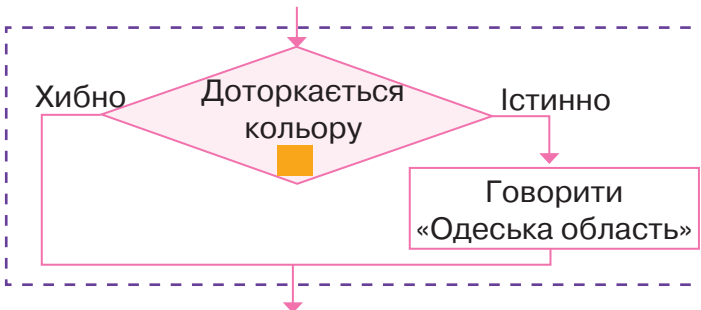 Хибно
Доторкається
кольору
Істинно
Говорити
«Одеська область»